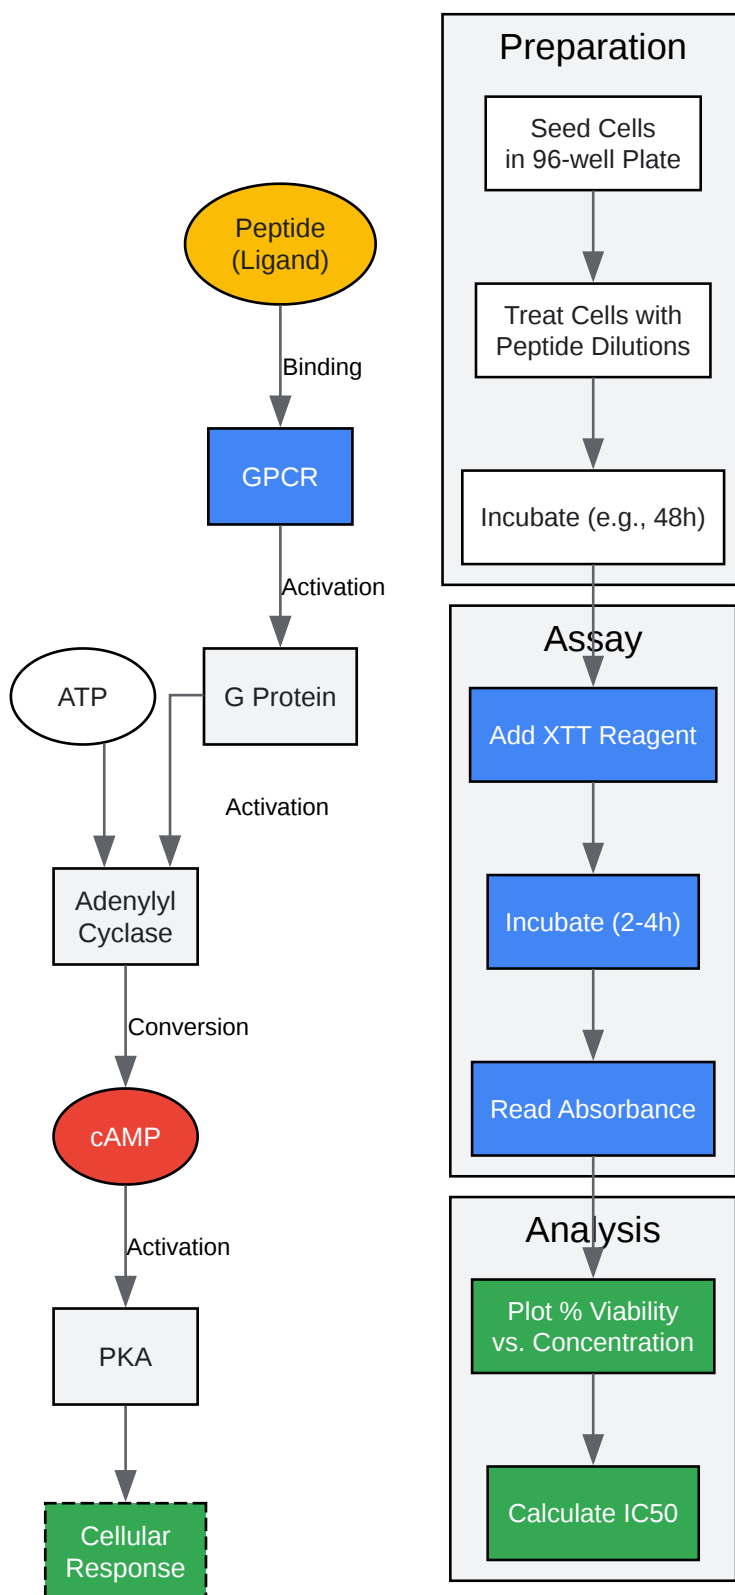 Peptide
(Ligand)
Binding
GPCR
Activation
ATP
G Protein
Activation
Adenylyl
Cyclase
Conversion
cAMP
Activation
PKA
Cellular
Response
Preparation
Seed Cells
in 96-well Plate
Treat Cells with
Peptide Dilutions
Incubate (e.g., 48h)
Assay
Add XTT Reagent
Incubate (2-4h)
Read Absorbance
Analysis
Plot % Viability
vs. Concentration
Calculate IC50